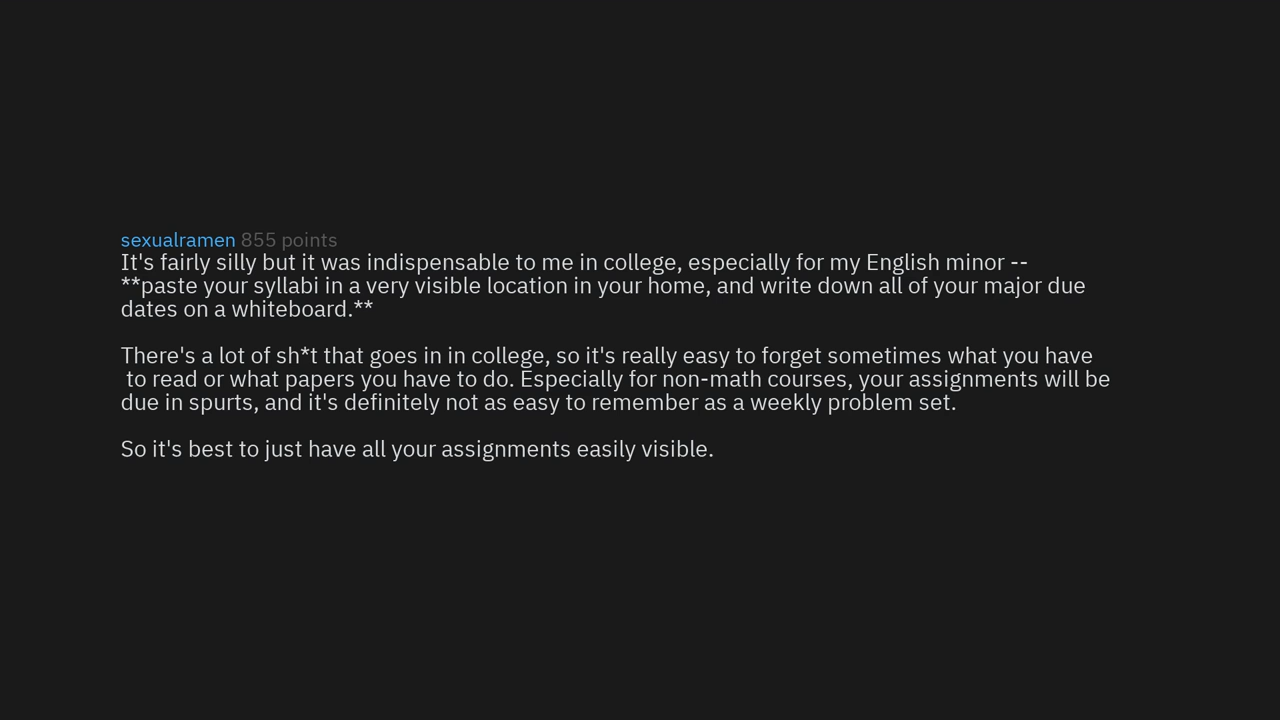 sexualramen 855 points
It's fairly silly but it was indispensable to me in college, especially for my English minor --
**paste your syllabi in a very visible location in your home, and write down all of your major due
dates on a whiteboard.**
There's a lot of sh*t that goes in in college, so it's really easy to forget sometimes what you have
to read or what papers you have to do. Especially for non-math courses, your assignments will be
due in spurts, and it's definitely not as easy to remember as a weekly problem set.
So it's best to just have all your assignments easily visible.